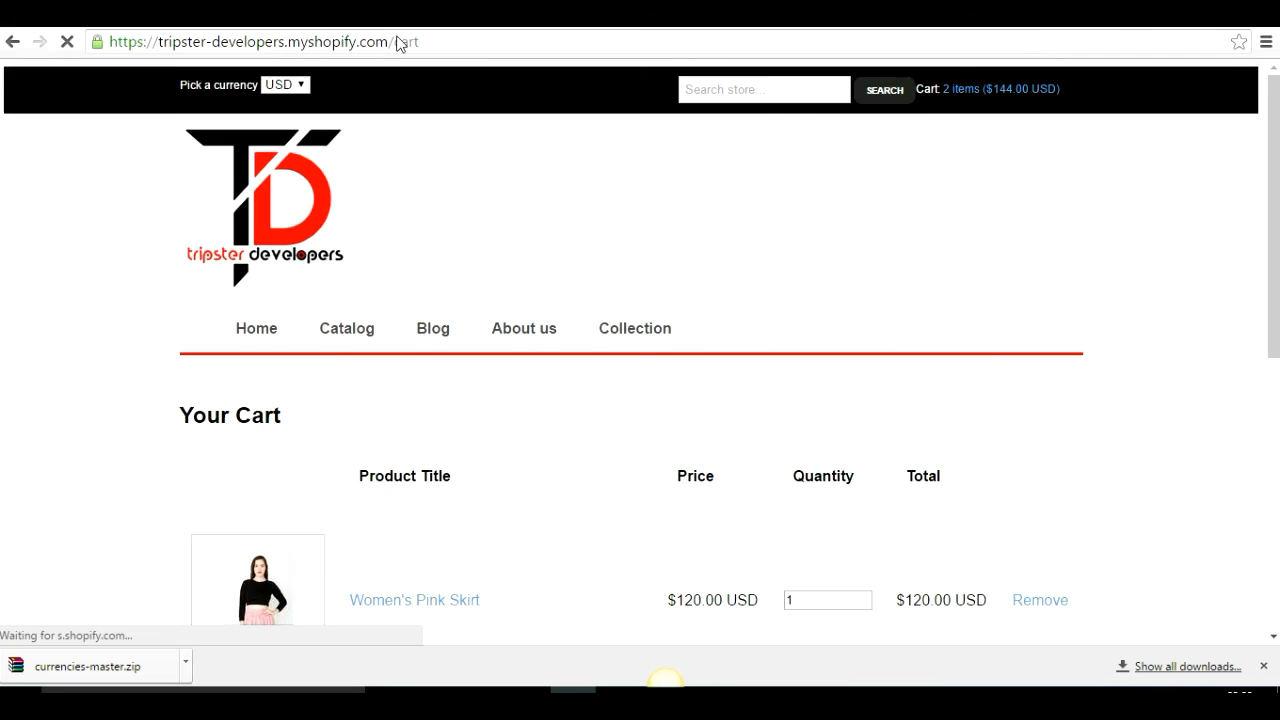 https://tripster-developers.myshopify.com/cart
Pick a currency USD
Search store...
SEARCH
Cart: 2 items ($144.00 USD)
TD
tripster developers
Home Catalog Blog About us Collection
Your Cart
Product Title Price Quantity Total
Women's Pink Skirt $120.00 USD 1 $120.00 USD Remove
Waiting for s.shopify.com...
currencies-master.zip
Show all downloads...